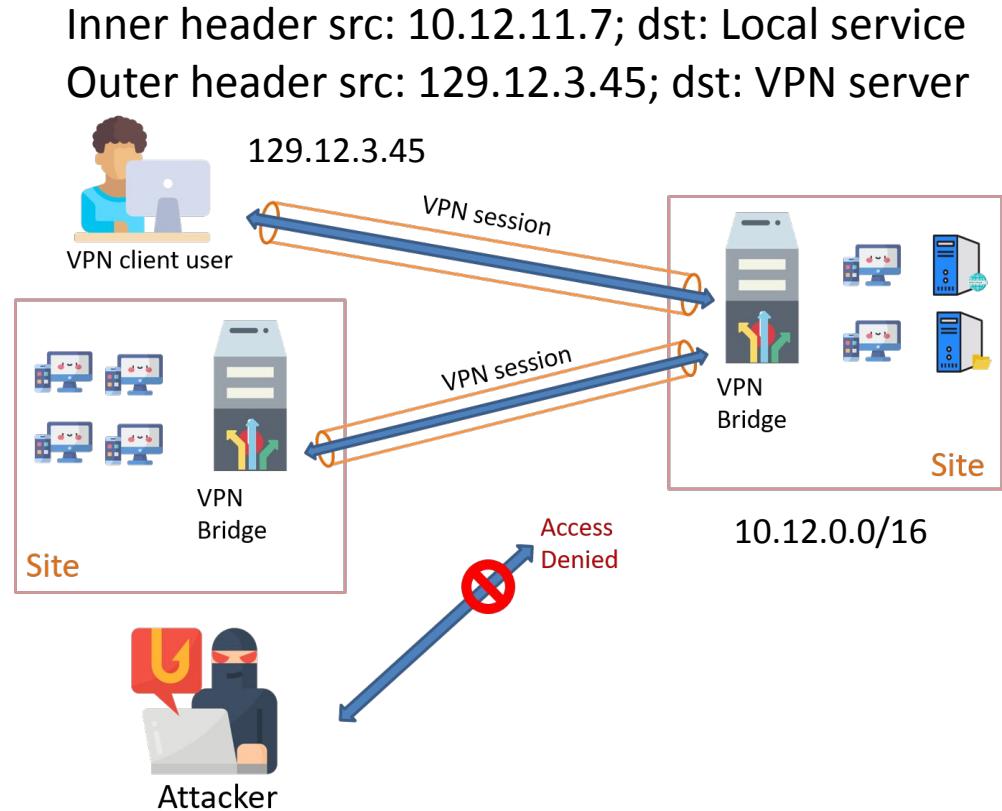 Inner header src: 10.12.11.7; dst: Local service
Outer header src: 129.12.3.45; dst: VPN server
129.12.3.45
VPN client user
VPN session
VPN session
VPN
Bridge
Site
10.12.0.0/16
VPN
Bridge
Site
Access
Denied
Attacker